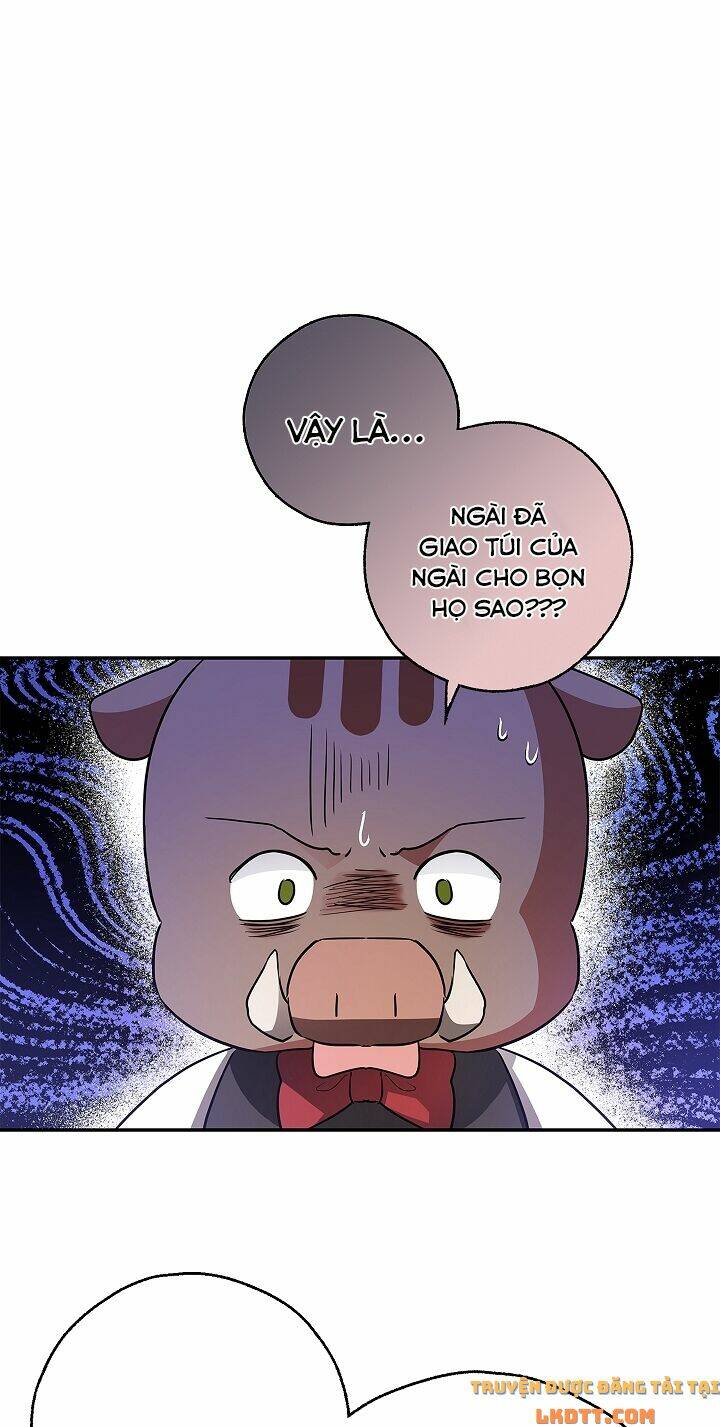 VẬY LÀ...
NGÀI ĐÃ
GIAO TÚI CỦA
NGÀI CHO BỌN
HỌ SAO???
TRUYỆN ĐƯỢC ĐĂNG TẢI TẠI
LKDTT.COM